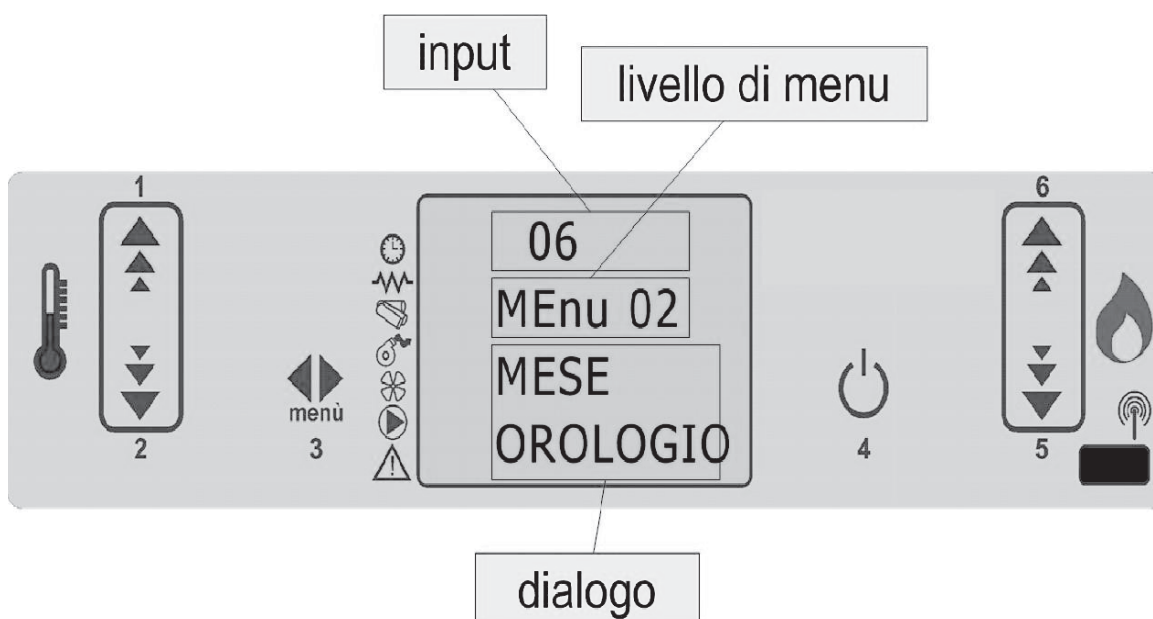 input
livello di menu
1
6
06
MEnu 02
MESE
OROLOGIO
menù
2
3
4
5
dialogo